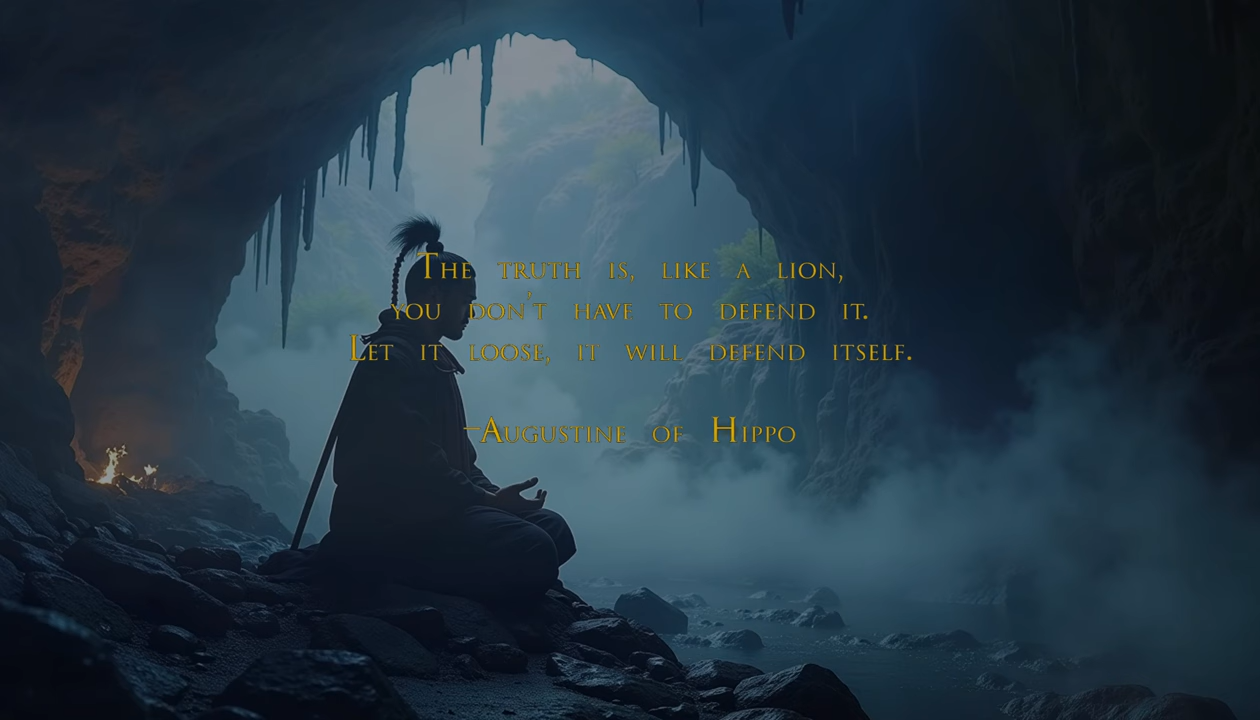 The truth is, like a lion,
you don't have to defend it.
Let it loose, it will defend itself.
—Augustine of Hippo